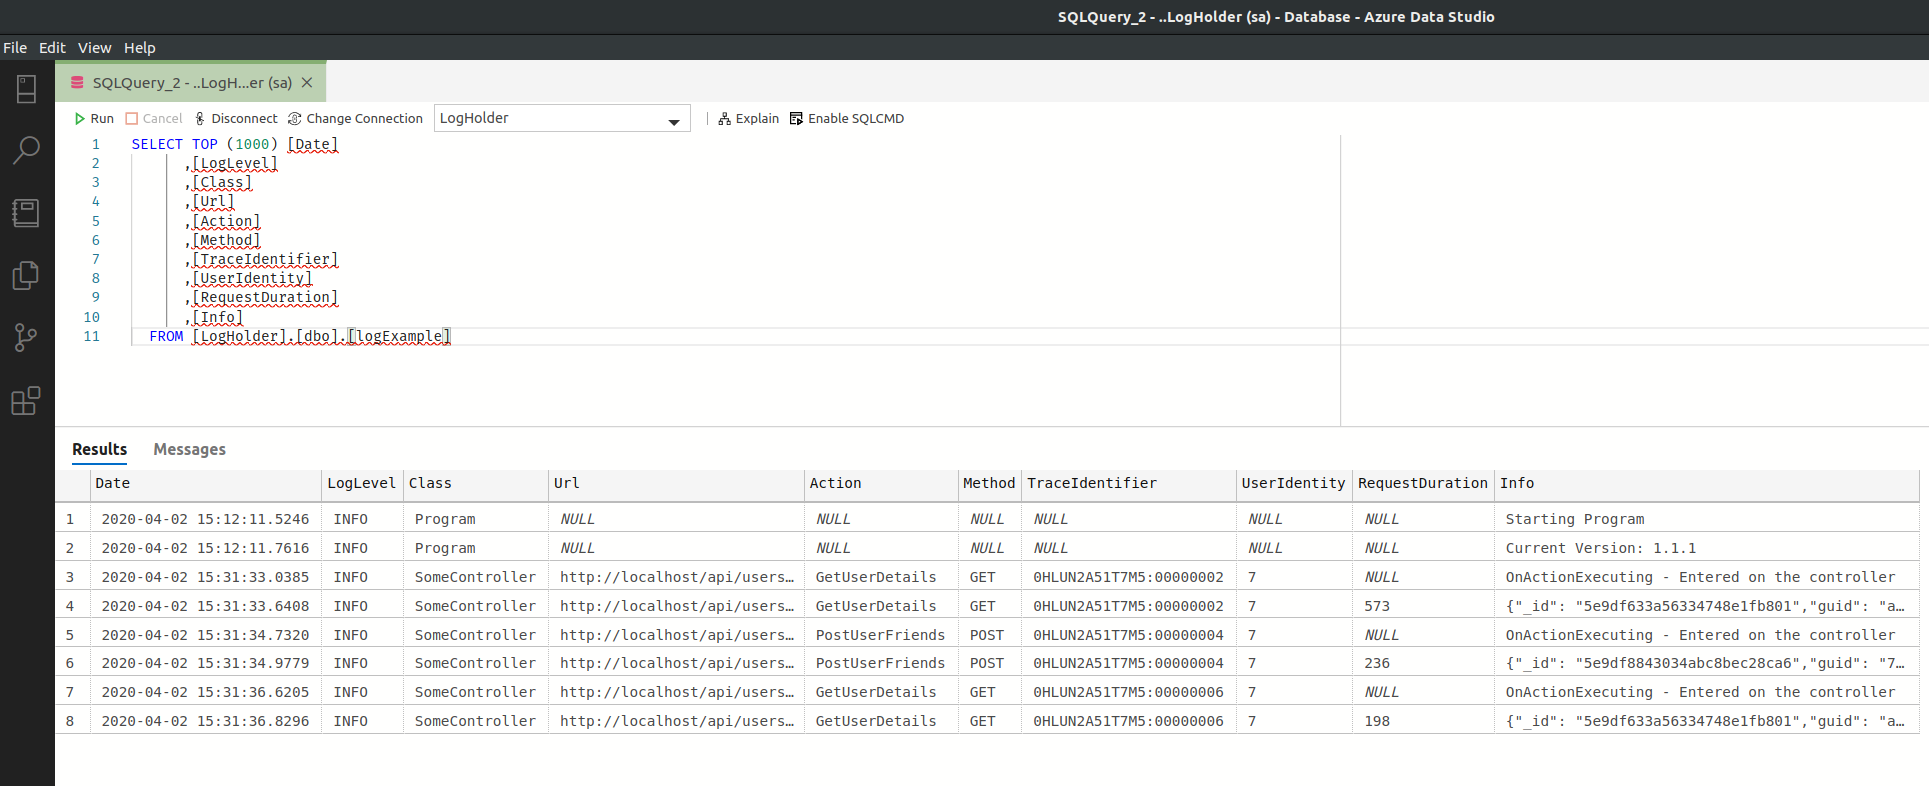 SQLQuery_2 - ..LogHolder (sa) - Database - Azure Data Studio
File Edit View Help
SQLQuery_2 - ..LogH...er (sa)
Run Cancel Disconnect Change Connection LogHolder Explain Enable SQLCMD
1 SELECT TOP (1000) [Date]
2 ,[LogLevel]
3 ,[Class]
4 ,[Url]
5 ,[Action]
6 ,[Method]
7 ,[TraceIdentifier]
8 ,[UserIdentity]
9 ,[RequestDuration]
10 ,[Info]
11 FROM [LogHolder].[dbo].[logExample]
Results Messages
Date LogLevel Class Url Action Method TraceIdentifier UserIdentity RequestDuration Info
1 2020-04-02 15:12:11.5246 INFO Program NULL NULL NULL NULL NULL NULL Starting Program
2 2020-04-02 15:12:11.7616 INFO Program NULL NULL NULL NULL NULL NULL Current Version: 1.1.1
3 2020-04-02 15:31:33.0385 INFO SomeController http://localhost/api/users… GetUserDetails GET 0HLUN2A51T7M5:00000002 7 NULL OnActionExecuting - Entered on the controller
4 2020-04-02 15:31:33.6408 INFO SomeController http://localhost/api/users… GetUserDetails GET 0HLUN2A51T7M5:00000002 7 573 {"_id": "5e9df633a56334748e1fb801","guid": "a…
5 2020-04-02 15:31:34.7320 INFO SomeController http://localhost/api/users… PostUserFriends POST 0HLUN2A51T7M5:00000004 7 NULL OnActionExecuting - Entered on the controller
6 2020-04-02 15:31:34.9779 INFO SomeController http://localhost/api/users… PostUserFriends POST 0HLUN2A51T7M5:00000004 7 236 {"_id": "5e9df8843034abc8bec28ca6","guid": "7…
7 2020-04-02 15:31:36.6205 INFO SomeController http://localhost/api/users… GetUserDetails GET 0HLUN2A51T7M5:00000006 7 NULL OnActionExecuting - Entered on the controller
8 2020-04-02 15:31:36.8296 INFO SomeController http://localhost/api/users… GetUserDetails GET 0HLUN2A51T7M5:00000006 7 198 {"_id": "5e9df633a56334748e1fb801","guid": "a…